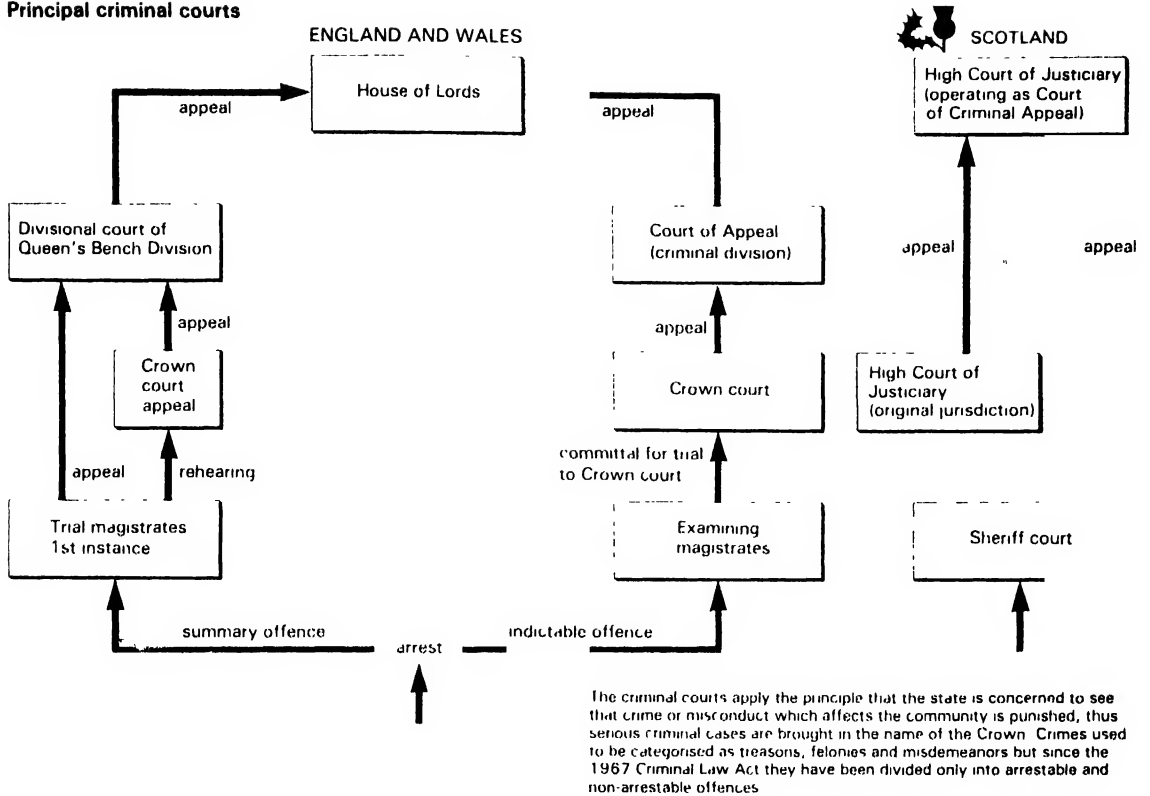 Principal criminal courts
ENGLAND AND WALES
House of Lords
appeal
appeal
Divisional court of
Queen's Bench Division
Court of Appeal
(criminal division)
appeal
appeal
Crown
court
appeal
Crown court
appeal
rehearing
committal for trial
to Crown court
Trial magistrates
1st instance
Examining
magistrates
summary offence
arrest
indictable offence
SCOTLAND
High Court of Justiciary
(operating as Court
of Criminal Appeal)
appeal
appeal
High Court of
Justiciary
(original jurisdiction)
Sheriff court
The criminal courts apply the principle that the state is concerned to see
that crime or misconduct which affects the community is punished, thus
serious criminal cases are brought in the name of the Crown Crimes used
to be categorised as treasons, felonies and misdemeanors but since the
1967 Criminal Law Act they have been divided only into arrestable and
non-arrestable offences